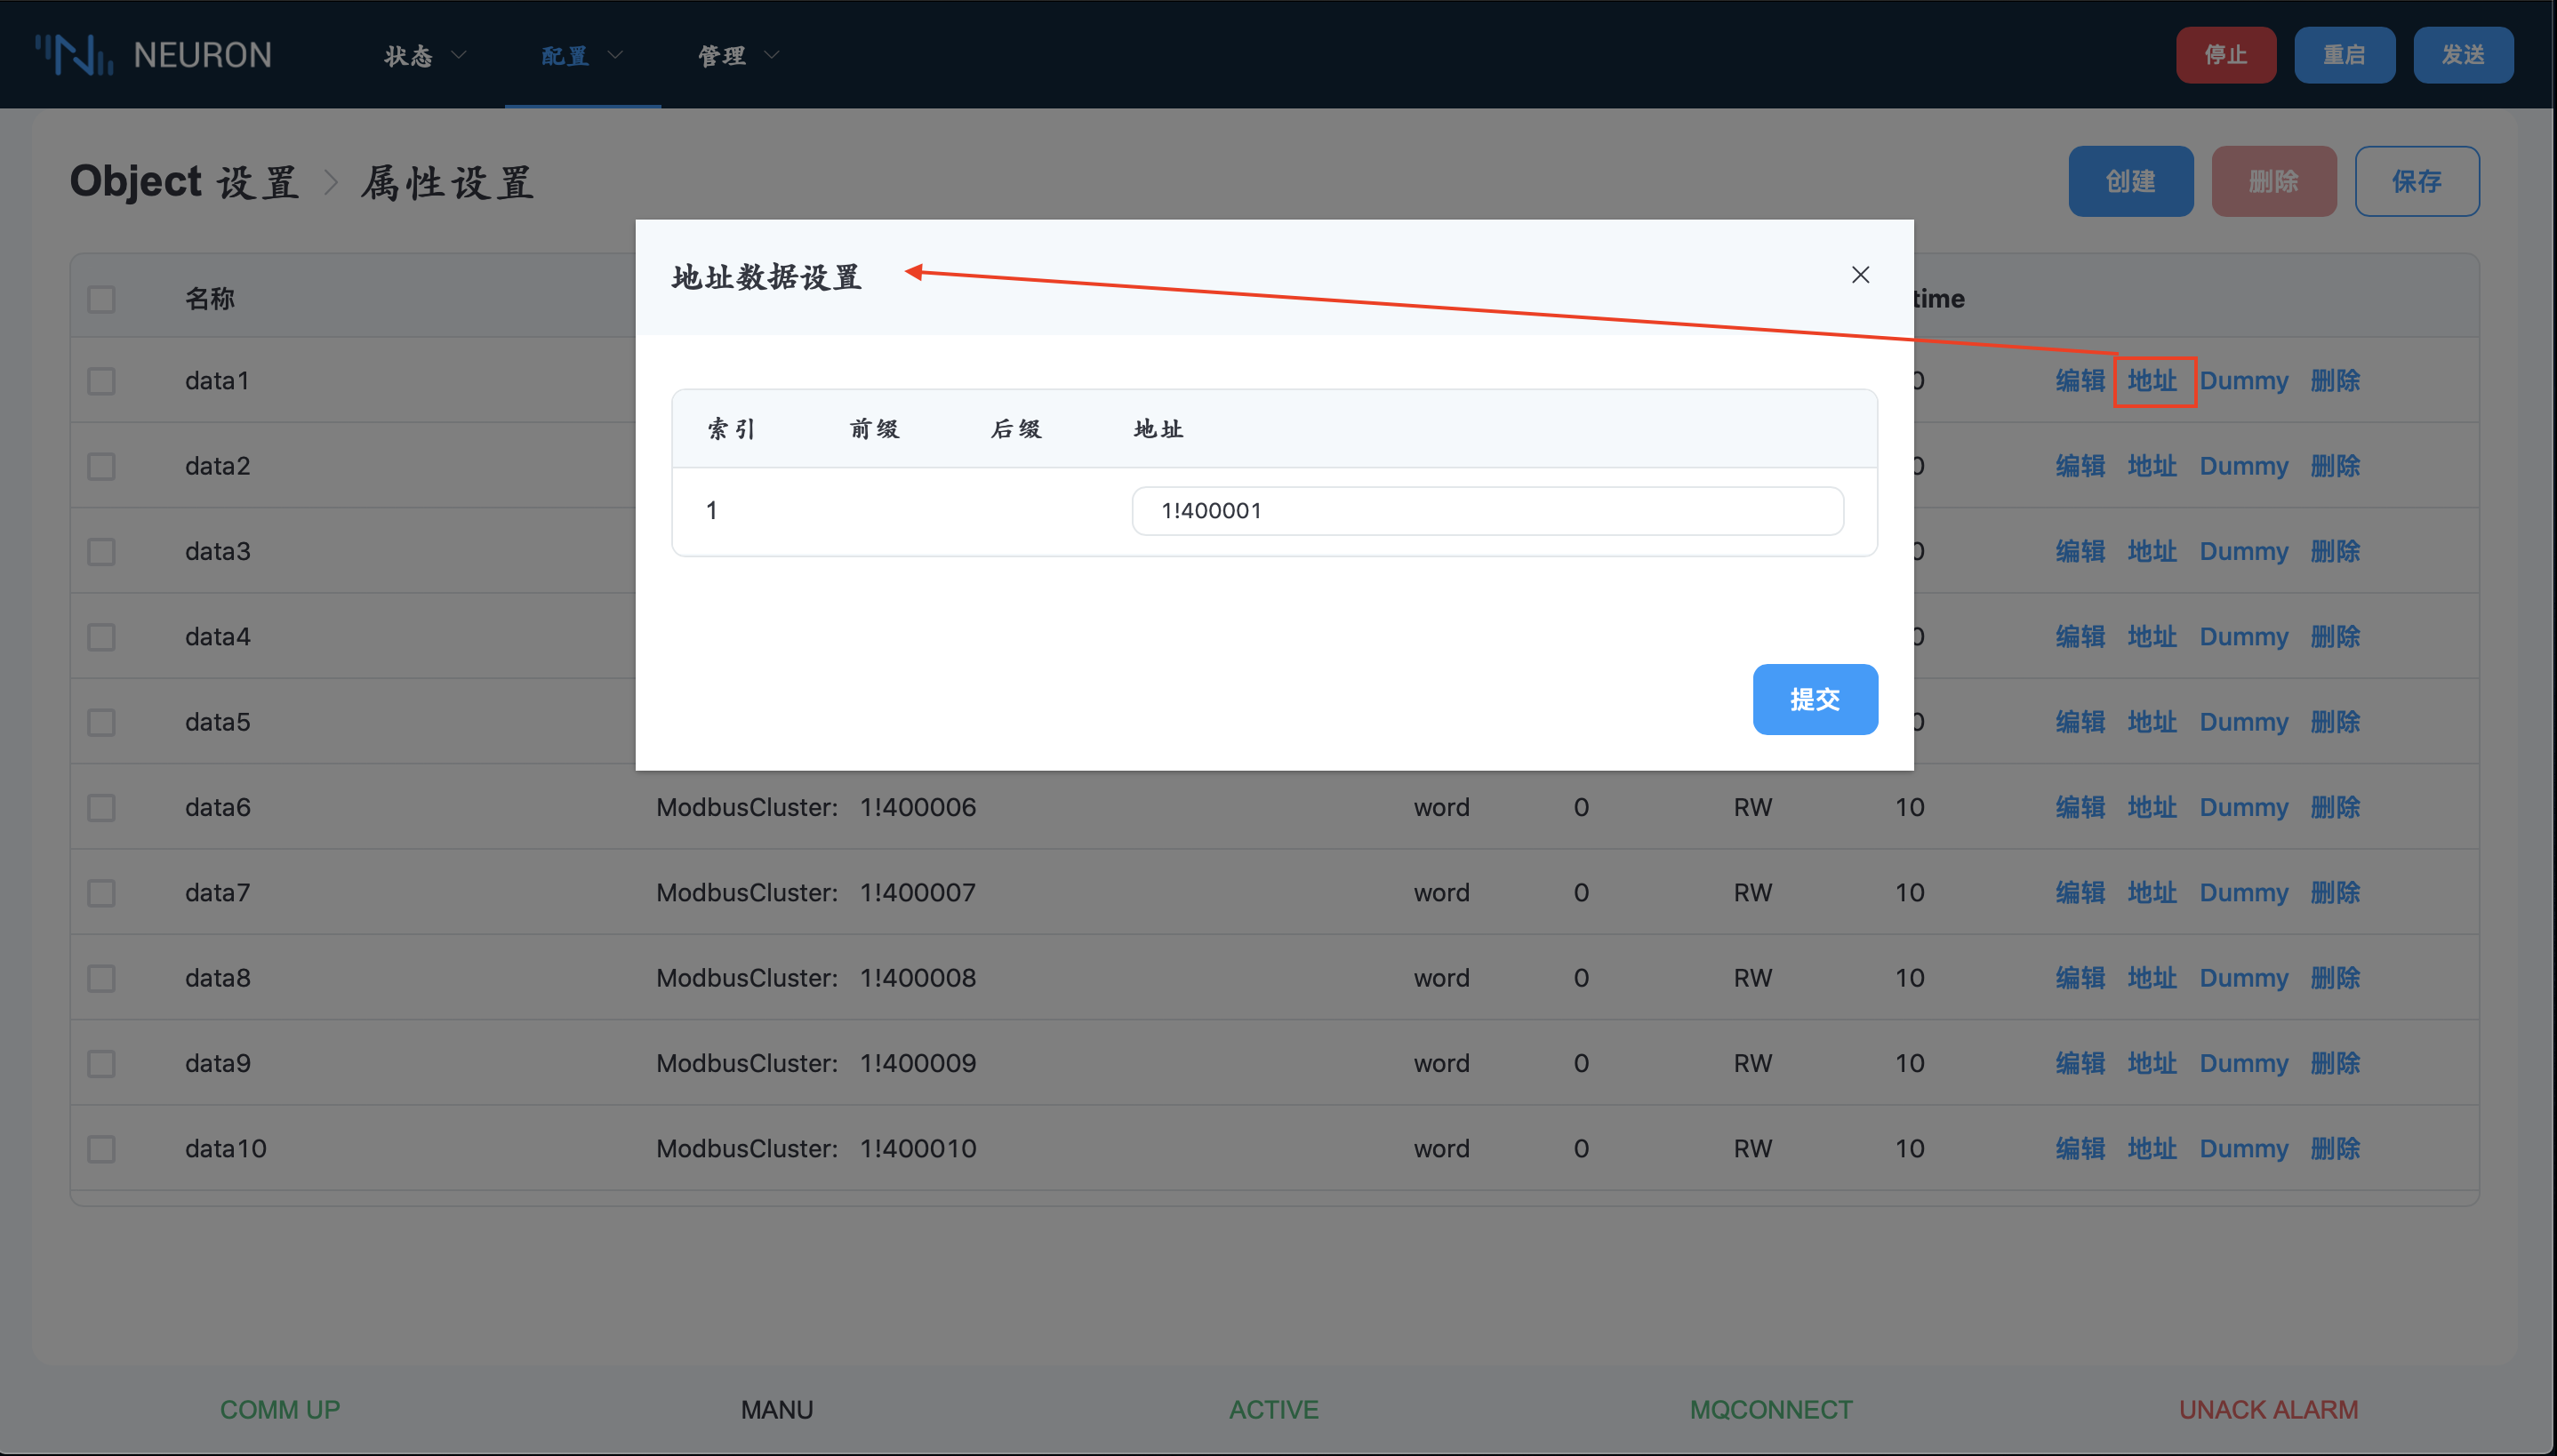 NEURON 状态 配置 管理 停止 重启 发送
Object 设置 > 属性设置 创建 删除 保存
地址数据设置
名称 time
索引 前缀 后缀 地址
1 1!400001
提交
data1 0 编辑 地址 Dummy 删除
data2 0 编辑 地址 Dummy 删除
data3 0 编辑 地址 Dummy 删除
data4 0 编辑 地址 Dummy 删除
data5 0 编辑 地址 Dummy 删除
data6 ModbusCluster: 1!400006 word 0 RW 10 编辑 地址 Dummy 删除
data7 ModbusCluster: 1!400007 word 0 RW 10 编辑 地址 Dummy 删除
data8 ModbusCluster: 1!400008 word 0 RW 10 编辑 地址 Dummy 删除
data9 ModbusCluster: 1!400009 word 0 RW 10 编辑 地址 Dummy 删除
data10 ModbusCluster: 1!400010 word 0 RW 10 编辑 地址 Dummy 删除
COMM UP MANU ACTIVE MQCONNECT UNACK ALARM